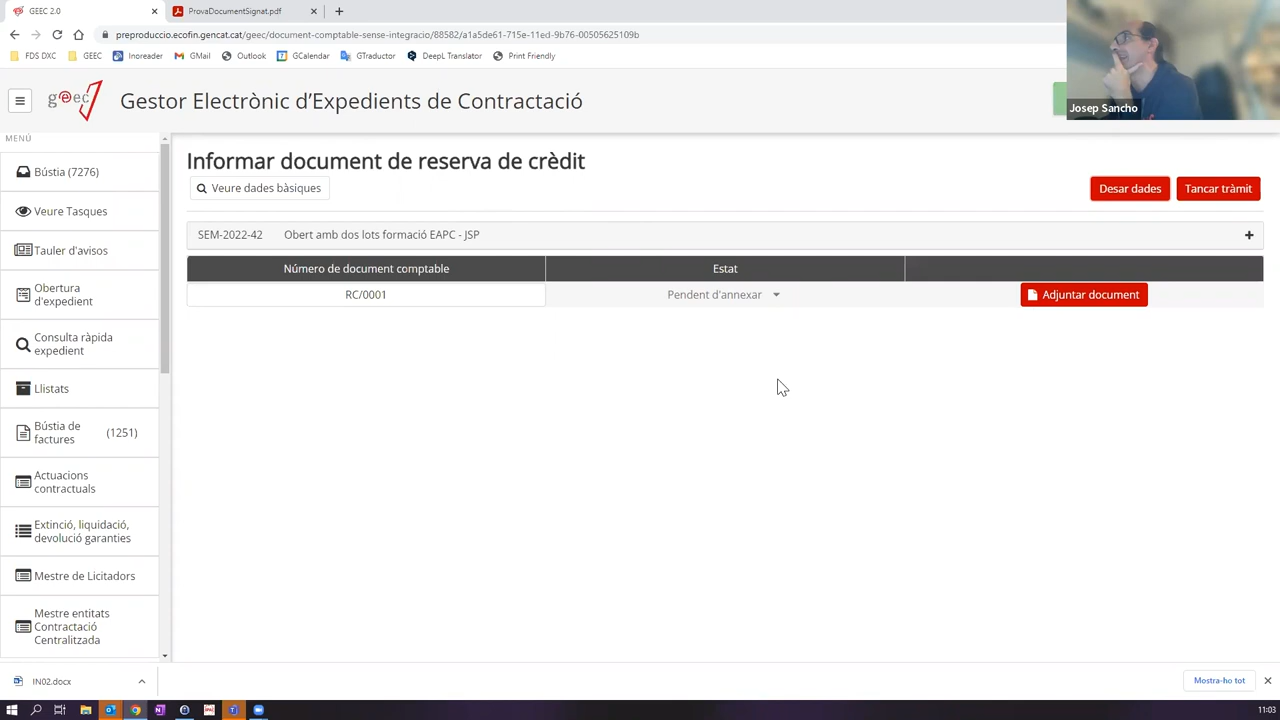 GEEC 2.0
ProvaDocumentSignat.pdf
preproduccio.ecofin.gencat.cat/geec/document-comptable-sense-integracio/88582/a1a5de61-715e-11ed-9b76-00505625109b
FDS DXC
GEEC
Inoreader
GMail
Outlook
GCalendar
GTraductor
DeepL Translator
Print Friendly
Josep Sancho
geec
Gestor Electrònic d'Expedients de Contractació
MENÚ
Bústia (7276)
Veure Tasques
Tauler d'avisos
Obertura
d'expedient
Consulta ràpida
expedient
Llistats
Bústia de
factures (1251)
Actuacions
contractuals
Extinció, liquidació,
devolució garanties
Mestre de Licitadors
Mestre entitats
Contractació
Centralitzada
Informar document de reserva de crèdit
Veure dades bàsiques
Desar dades
Tancar tràmit
SEM-2022-42 Obert amb dos lots formació EAPC - JSP
Número de document comptable Estat
RC/0001 Pendent d'annexar Adjuntar document
IN02.docx
Mostra-ho tot
11:03